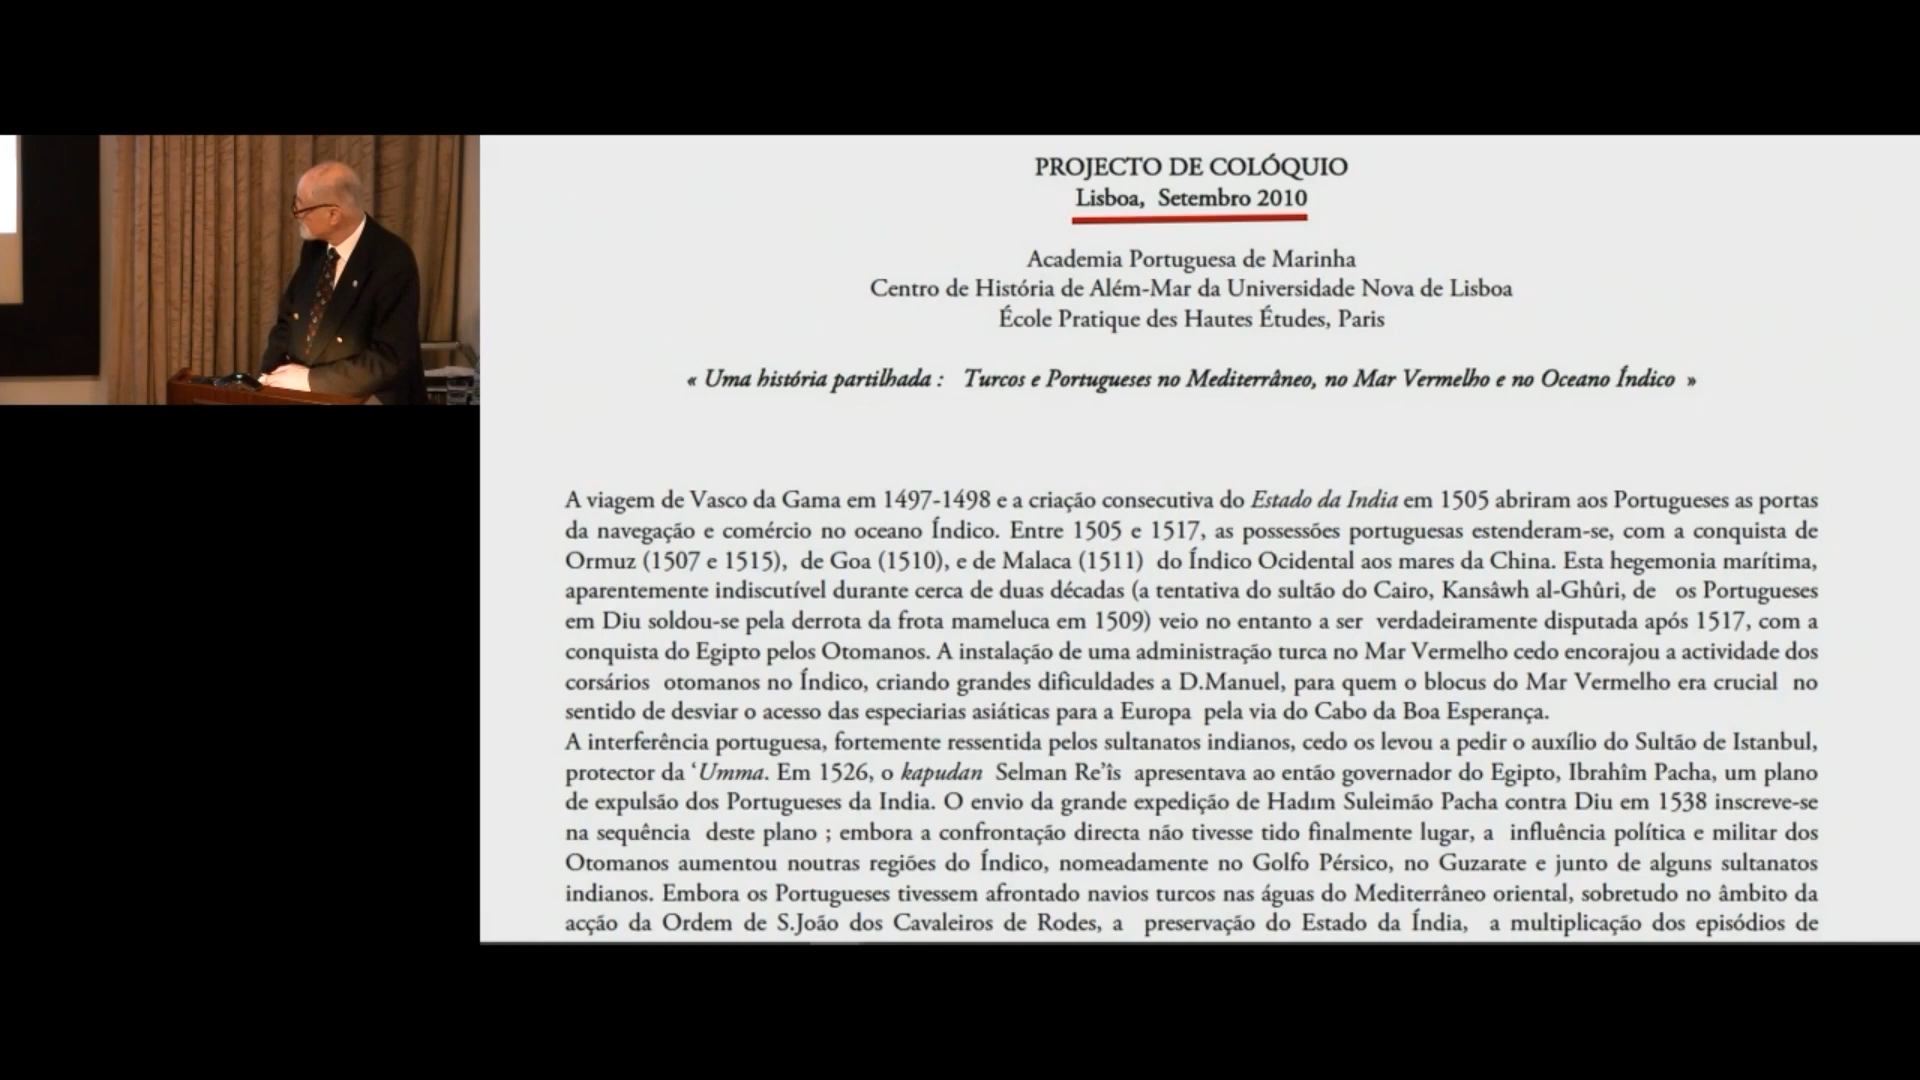 PROJECTO DE COLÓQUIO
Lisboa, Setembro 2010
Academia Portuguesa de Marinha
Centro de História de Além-Mar da Universidade Nova de Lisboa
École Pratique des Hautes Études, Paris
« Uma história partilhada : Turcos e Portugueses no Mediterrâneo, no Mar Vermelho e no Oceano Índico »
A viagem de Vasco da Gama em 1497-1498 e a criação consecutiva do Estado da India em 1505 abriram aos Portugueses as portas
da navegação e comércio no oceano Índico. Entre 1505 e 1517, as possessões portuguesas estenderam-se, com a conquista de
Ormuz (1507 e 1515), de Goa (1510), e de Malaca (1511) do Índico Ocidental aos mares da China. Esta hegemonia marítima,
aparentemente indiscutível durante cerca de duas décadas (a tentativa do sultão do Cairo, Kansâwh al-Ghûri, de os Portugueses
em Diu soldou-se pela derrota da frota mameluca em 1509) veio no entanto a ser verdadeiramente disputada após 1517, com a
conquista do Egipto pelos Otomanos. A instalação de uma administração turca no Mar Vermelho cedo encorajou a actividade dos
corsários otomanos no Índico, criando grandes dificuldades a D.Manuel, para quem o blocus do Mar Vermelho era crucial no
sentido de desviar o acesso das especiarias asiáticas para a Europa pela via do Cabo da Boa Esperança.
A interferência portuguesa, fortemente ressentida pelos sultanatos indianos, cedo os levou a pedir o auxílio do Sultão de Istanbul,
protector da ‘Umma. Em 1526, o kapudan Selman Re’îs apresentava ao então governador do Egipto, Ibrahîm Pacha, um plano
de expulsão dos Portugueses da India. O envio da grande expedição de Hadım Suleimão Pacha contra Diu em 1538 inscreve-se
na sequência deste plano ; embora a confrontação directa não tivesse tido finalmente lugar, a influência política e militar dos
Otomanos aumentou noutras regiões do Índico, nomeadamente no Golfo Pérsico, no Guzarate e junto de alguns sultanatos
indianos. Embora os Portugueses tivessem afrontado navios turcos nas águas do Mediterrâneo oriental, sobretudo no âmbito da
acção da Ordem de S.João dos Cavaleiros de Rodes, a preservação do Estado da Índia, a multiplicação dos episódios de